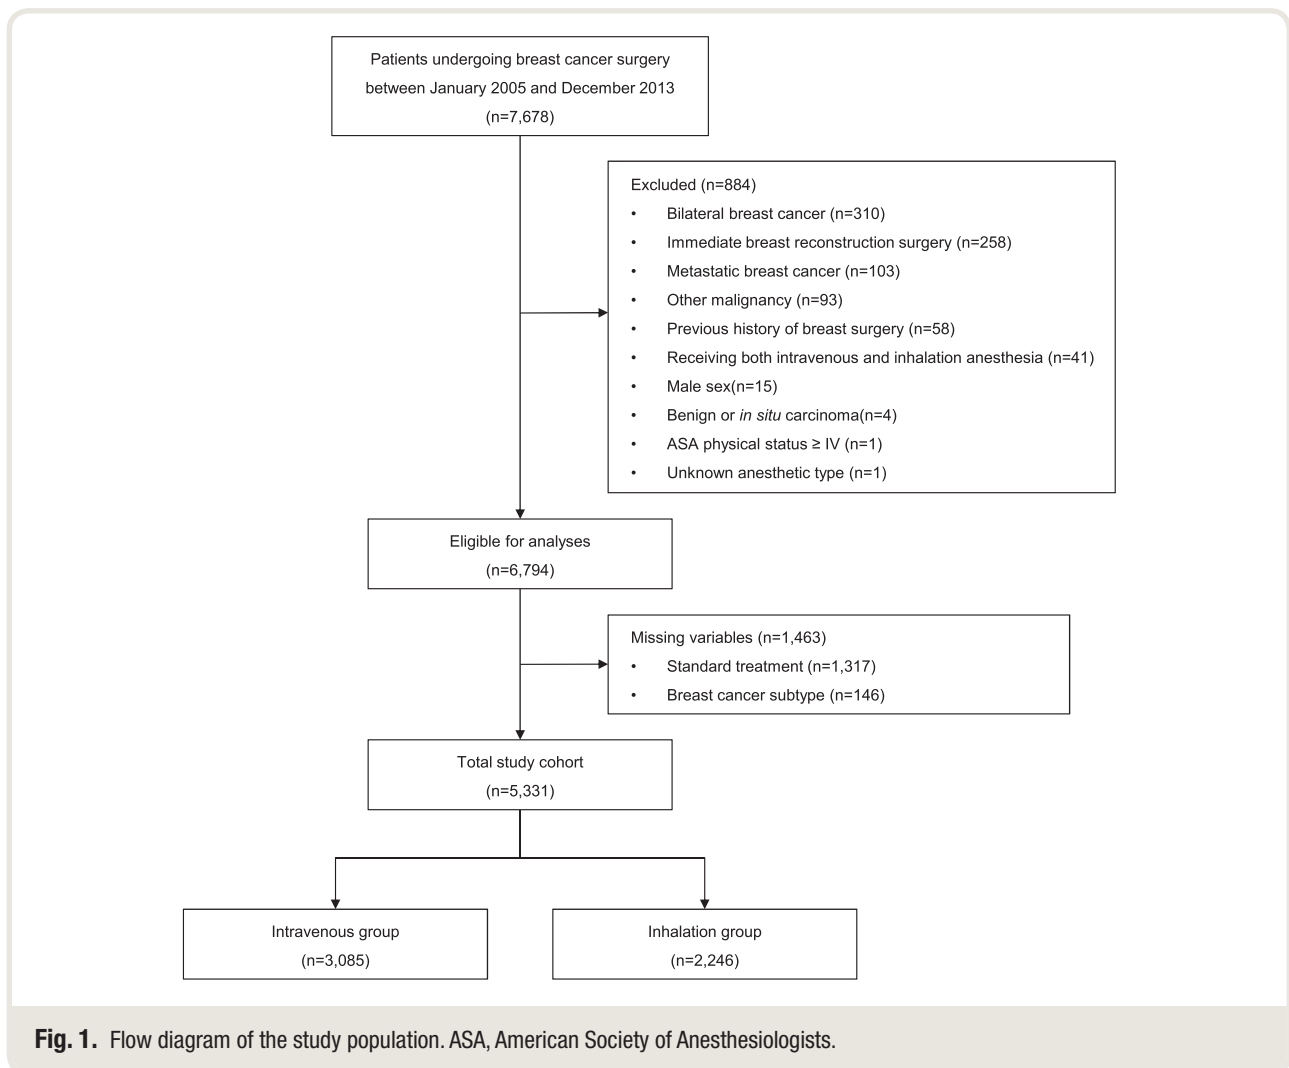 Patients undergoing breast cancer surgery
between January 2005 and December 2013
(n=7,678)
Excluded (n=884)
• Bilateral breast cancer (n=310)
• Immediate breast reconstruction surgery (n=258)
• Metastatic breast cancer (n=103)
• Other malignancy (n=93)
• Previous history of breast surgery (n=58)
• Receiving both intravenous and inhalation anesthesia (n=41)
• Male sex(n=15)
• Benign or in situ carcinoma(n=4)
• ASA physical status ≥ IV (n=1)
• Unknown anesthetic type (n=1)
Eligible for analyses
(n=6,794)
Missing variables (n=1,463)
• Standard treatment (n=1,317)
• Breast cancer subtype (n=146)
Total study cohort
(n=5,331)
Intravenous group
(n=3,085)
Inhalation group
(n=2,246)
Fig. 1. Flow diagram of the study population. ASA, American Society of Anesthesiologists.